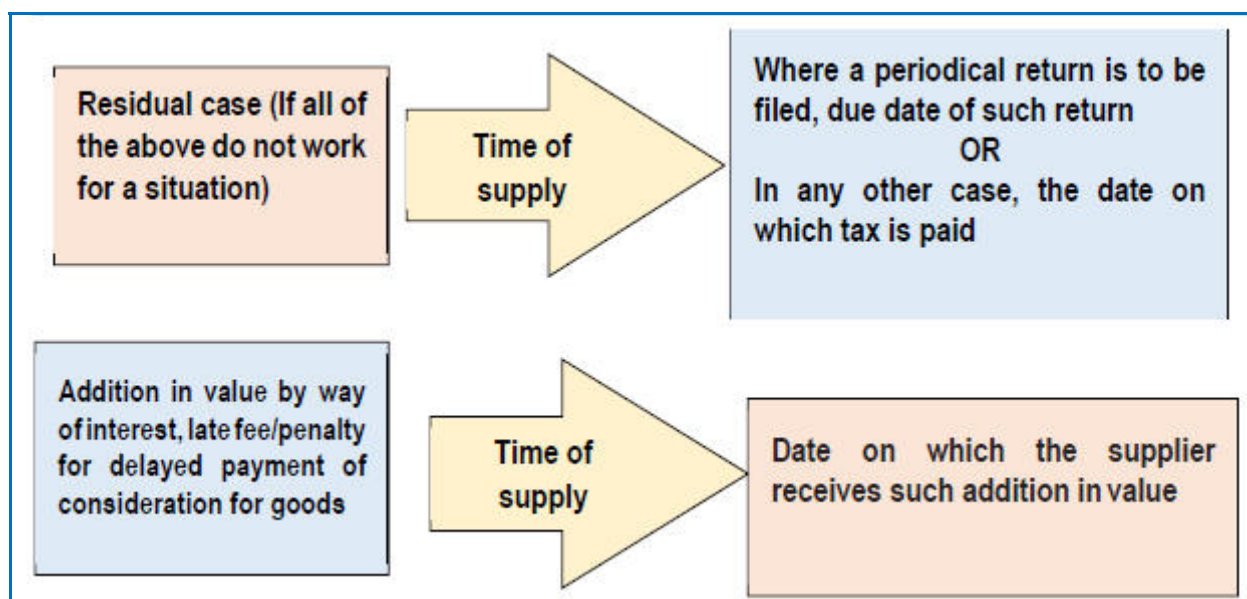 Residual case (If all of
the above do not work
for a situation)
Time of
supply
Where a periodical return is to be
filed, due date of such return
OR
In any other case, the date on
which tax is paid
Addition in value by way
of interest, late fee/penalty
for delayed payment of
consideration for goods
Time of
supply
Date on which the supplier
receives such addition in value